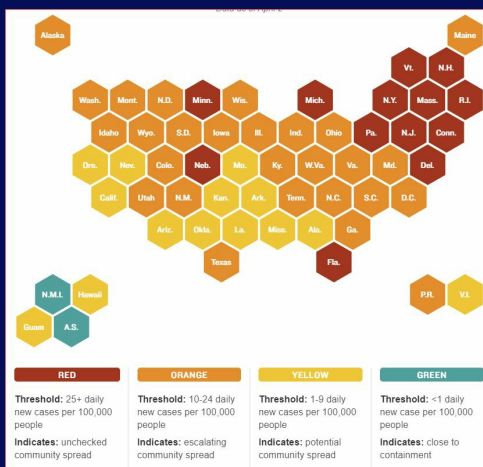 Alaska
Maine
Vt. N.H.
Wash. Mont. N.D. Minn. Wis. Mich. N.Y. Mass. R.I.
Idaho Wyo. S.D. Iowa Ill. Ind. Ohio Pa. N.J. Conn.
Ore. Nev. Colo. Neb. Mo. Ky. W.Va. Va. Md. Del.
Calif. Utah N.M. Kan. Ark. Tenn. N.C. S.C. D.C.
Ariz. Okla. La. Miss. Ala. Ga.
Texas Fla.
N.M.I. Hawaii P.R. V.I.
Guam A.S.
RED
Threshold: 25+ daily
new cases per 100,000
people
Indicates: unchecked
community spread
ORANGE
Threshold: 10-24 daily
new cases per 100,000
people
Indicates: escalating
community spread
YELLOW
Threshold: 1-9 daily
new cases per 100,000
people
Indicates: potential
community spread
GREEN
Threshold: <1 daily
new cases per 100,000
people
Indicates: close to
containment